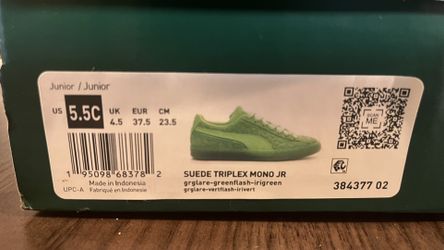 Junior / Junior
US 5.5C UK 4.5 EUR 37.5 CM 23.5
SCAN ME
1 95098 68378 2
UPC-A
Made in Indonesia
Fabriqué en Indonésie
SUEDE TRIPLEX MONO JR
grglare-greenflash-irigreen
grglare-vertflash-irivert
384377 02